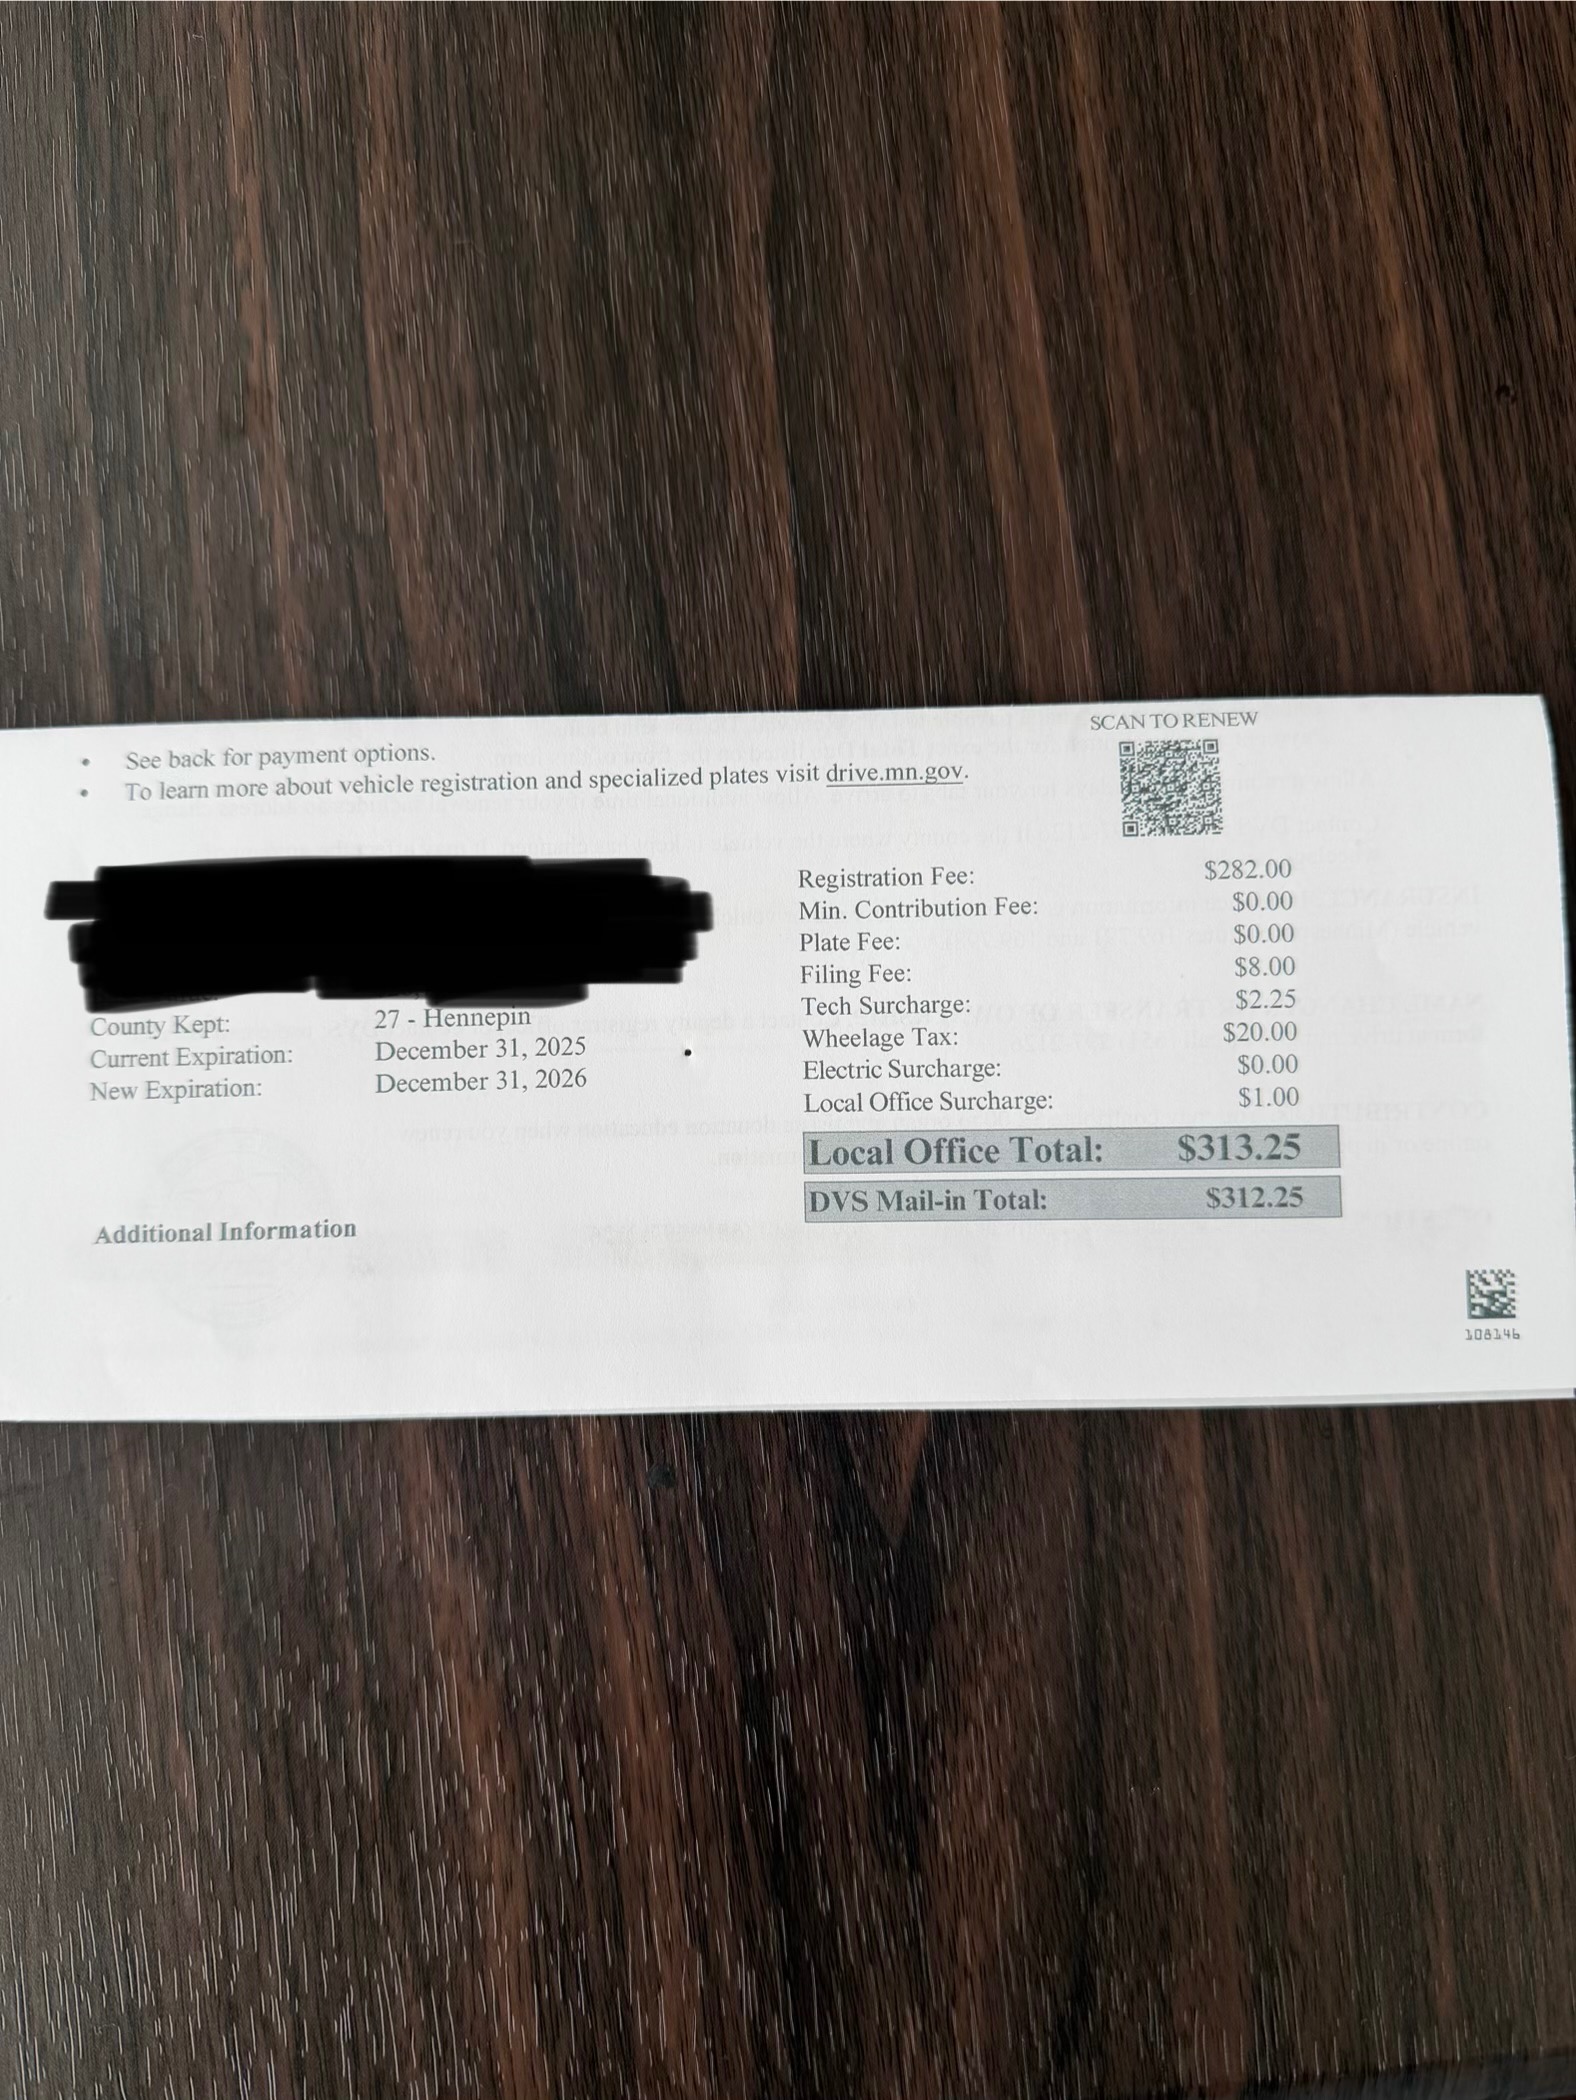 SCAN TO RENEW
• See back for payment options.
• To learn more about vehicle registration and specialized plates visit drive.mn.gov.
County Kept: 27 - Hennepin
Current Expiration: December 31, 2025
New Expiration: December 31, 2026
Additional Information
Registration Fee: $282.00
Min. Contribution Fee: $0.00
Plate Fee: $0.00
Filing Fee: $8.00
Tech Surcharge: $2.25
Wheelage Tax: $20.00
Electric Surcharge: $0.00
Local Office Surcharge: $1.00
Local Office Total: $313.25
DVS Mail-in Total: $312.25
108146